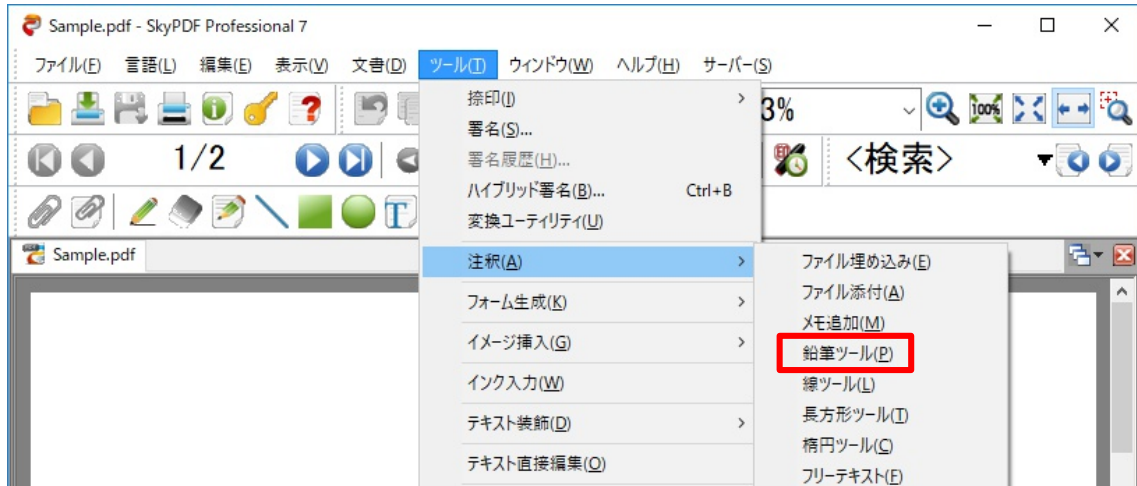 Sample.pdf - SkyPDF Professional 7
ファイル(F) 言語(L) 編集(E) 表示(V) 文書(D) ツール(T) ウィンドウ(W) ヘルプ(H) サーバー(S)
捺印(I)
3%
100%
署名(S)...
1/2
署名履歴(H)...
<検索>
ハイブリッド署名(B)... Ctrl+B
変換ユーティリティ(U)
T
Sample.pdf
注釈(A)
ファイル埋め込み(E)
ファイル添付(A)
フォーム生成(K)
メモ追加(M)
イメージ挿入(G)
鉛筆ツール(P)
インク入力(W)
線ツール(L)
長方形ツール(T)
テキスト装飾(D)
楕円ツール(C)
テキスト直接編集(O)
フリーテキスト(F)